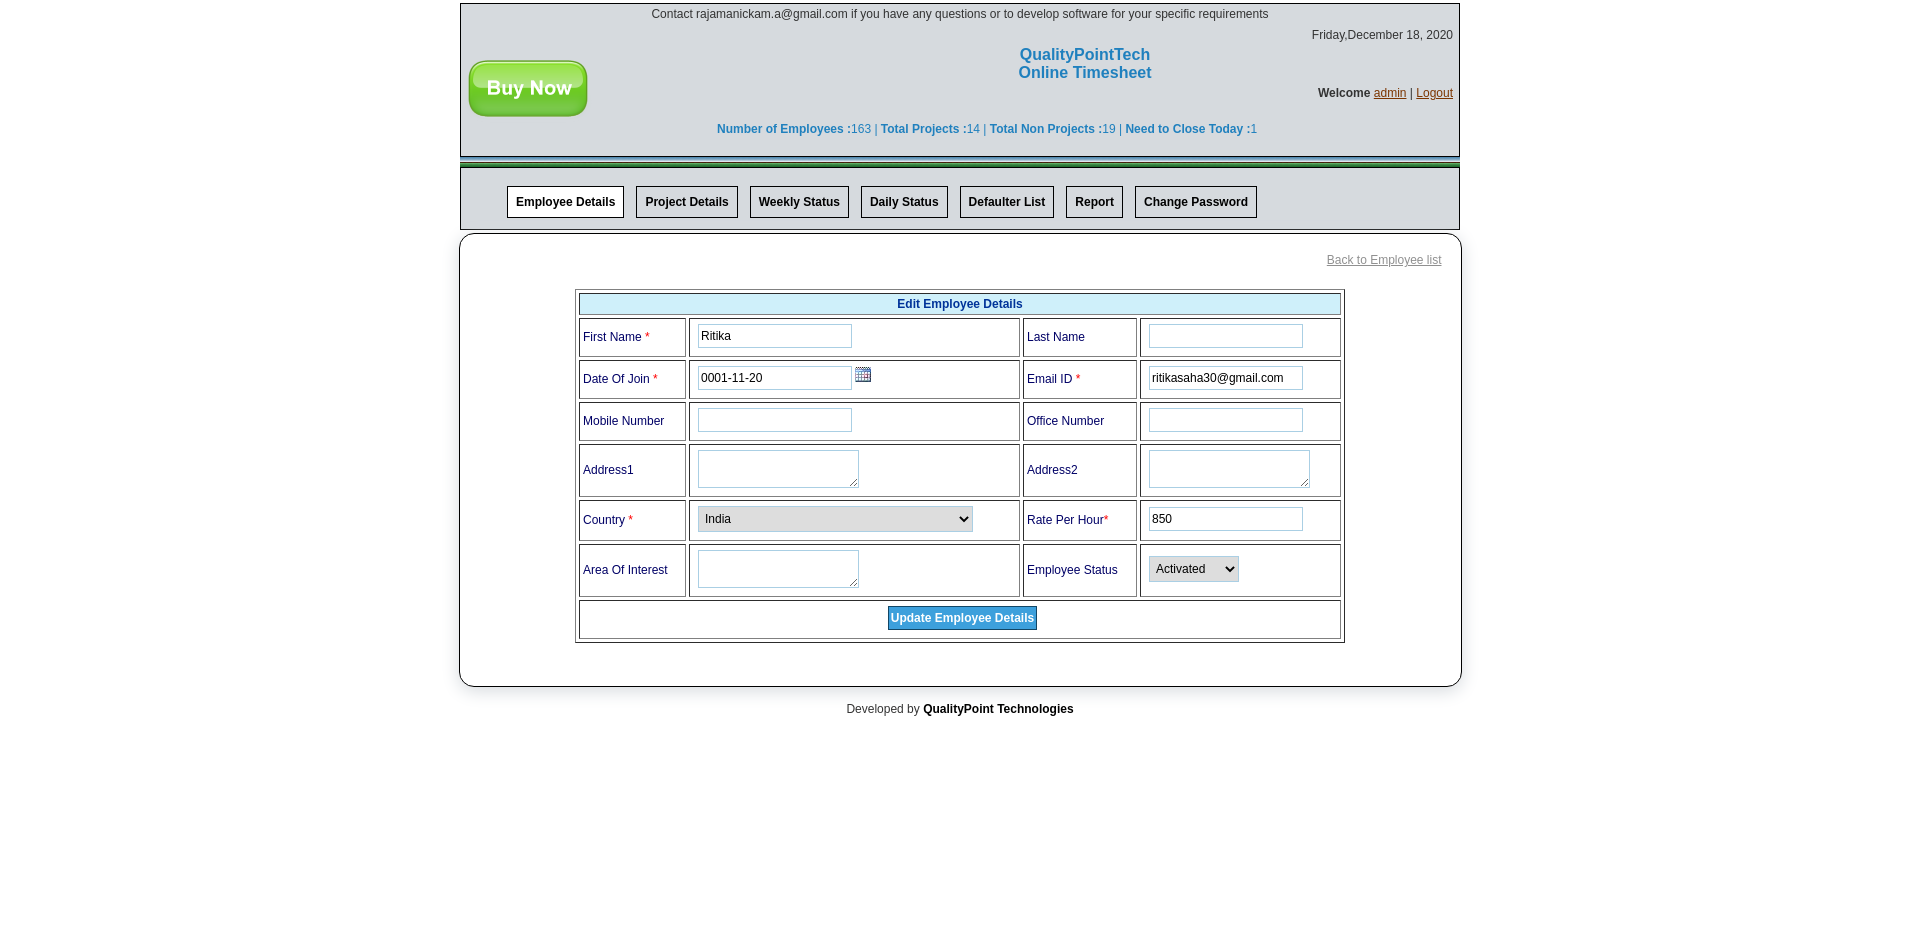 Contact rajamanickam.a@gmail.com if you have any questions or to develop software for your specific requirements
Friday,December 18, 2020
QualityPointTech
Online Timesheet
Buy Now
Welcome admin | Logout
Number of Employees :163 | Total Projects :14 | Total Non Projects :19 | Need to Close Today :1
Employee Details Project Details Weekly Status Daily Status Defaulter List Report Change Password
Back to Employee list
Edit Employee Details
First Name * Ritika Last Name
Date Of Join * 0001-11-20 Email ID * ritikasaha30@gmail.com
Mobile Number Office Number
Address1 Address2
Country * India Rate Per Hour* 850
Area Of Interest Employee Status Activated
Update Employee Details
Developed by QualityPoint Technologies